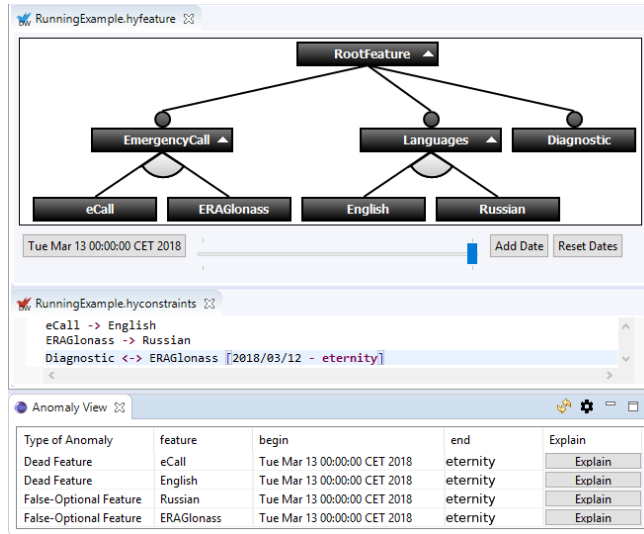 RunningExample.hyfeature
RootFeature
EmergencyCall Languages Diagnostic
eCall ERAGlonass English Russian
Tue Mar 13 00:00:00 CET 2018 Add Date Reset Dates
RunningExample.hyconstraints
eCall -> English
ERAGlonass -> Russian
Diagnostic <-> ERAGlonass [2018/03/12 - eternity]
Anomaly View
Type of Anomaly feature begin end Explain
Dead Feature eCall Tue Mar 13 00:00:00 CET 2018 eternity Explain
Dead Feature English Tue Mar 13 00:00:00 CET 2018 eternity Explain
False-Optional Feature Russian Tue Mar 13 00:00:00 CET 2018 eternity Explain
False-Optional Feature ERAGlonass Tue Mar 13 00:00:00 CET 2018 eternity Explain